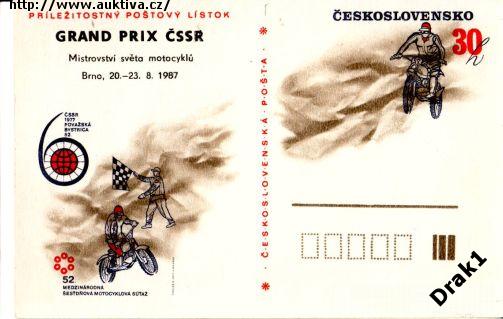 http://www.auktiva.cz/
PRÍLEŽITOSTNÝ POŠTOVÝ LÍSTOK
GRAND PRIX ČSSR
Mistrovství světa motocyklů
Brno, 20.–23. 8. 1987
ČSSR
1977
POVAŽSKÁ
BYSTRICA
52
52.
MEDZINÁRODNÁ
ŠESŤDŇOVÁ MOTOCYKLOVÁ SÚŤAŽ
ČESKOSLOVENSKÁ POŠTA
ČESKOSLOVENSKO
30h
Drak1